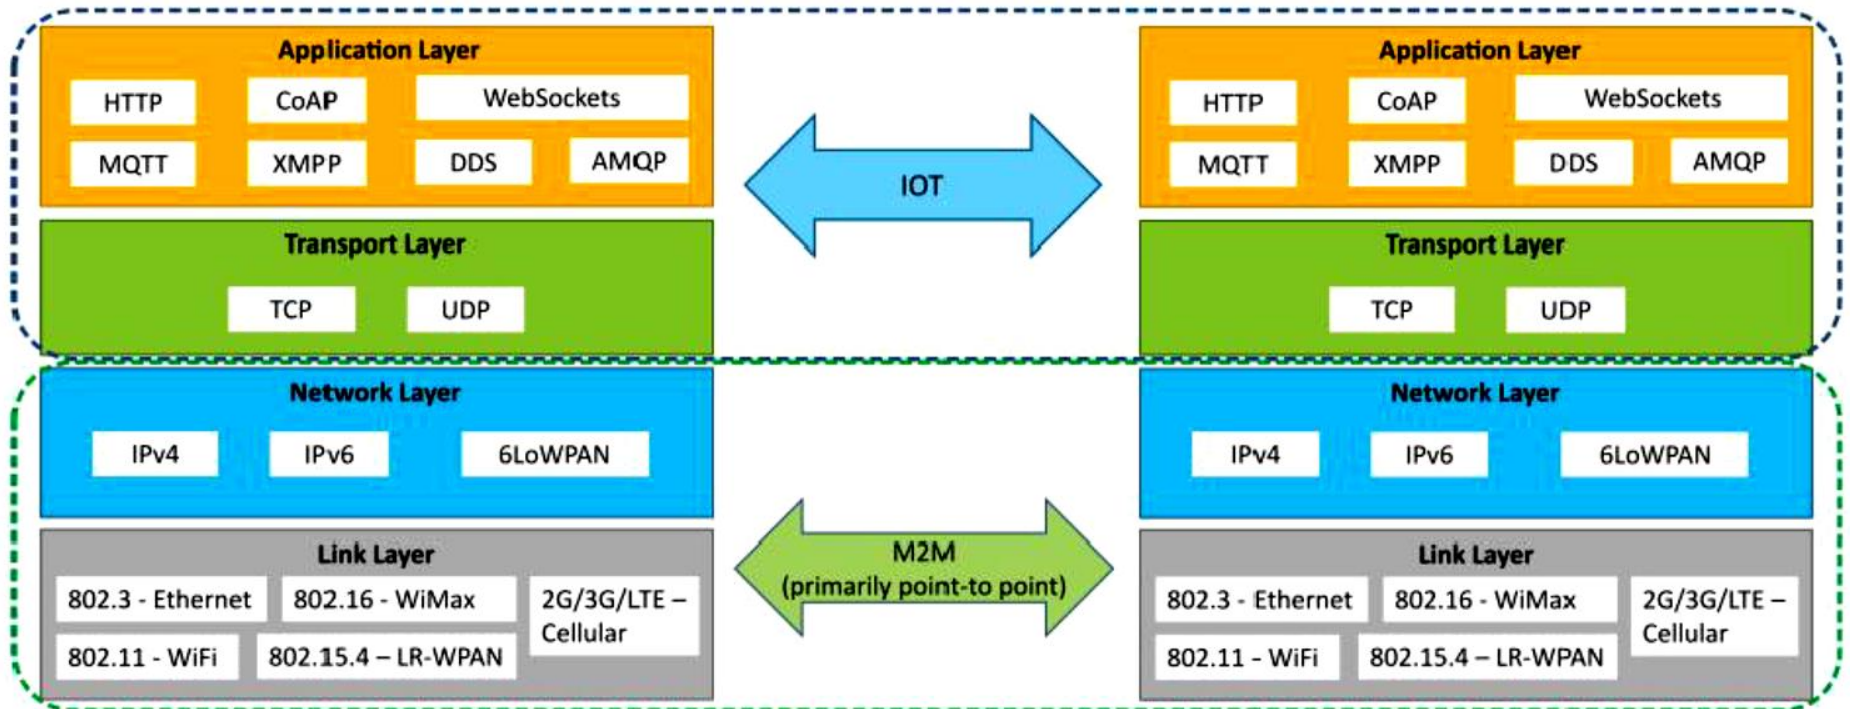 Application Layer
HTTP
CoAP
WebSockets
MQTT
XMPP
DDS
AMQP
Transport Layer
TCP
UDP
Network Layer
IPv4
IPv6
6LoWPAN
Link Layer
802.3 - Ethernet
802.16 - WiMax
2G/3G/LTE –
Cellular
802.11 - WiFi
802.15.4 – LR-WPAN
IOT
M2M
(primarily point-to point)
Application Layer
HTTP
CoAP
WebSockets
MQTT
XMPP
DDS
AMQP
Transport Layer
TCP
UDP
Network Layer
IPv4
IPv6
6LoWPAN
Link Layer
802.3 - Ethernet
802.16 - WiMax
2G/3G/LTE –
Cellular
802.11 - WiFi
802.15.4 – LR-WPAN